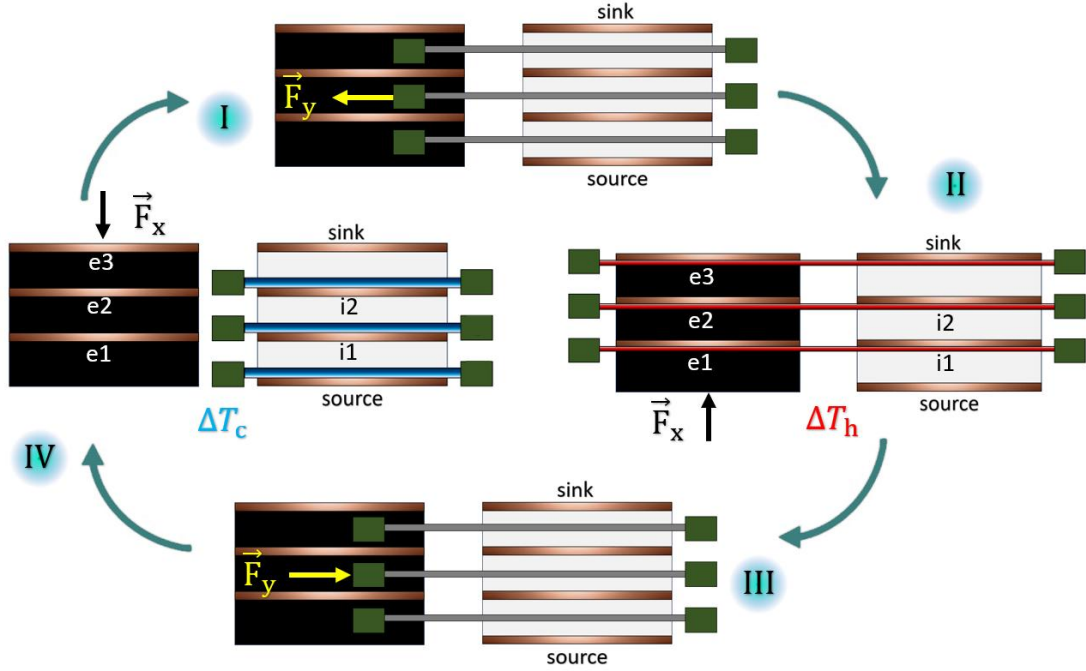 sink
F⃗y
I
source
II
F⃗x
sink
e3
e2
e1
i2
i1
source
ΔTc
sink
e3
e2
e1
i2
i1
source
F⃗x
ΔTh
IV
sink
F⃗y
III
source